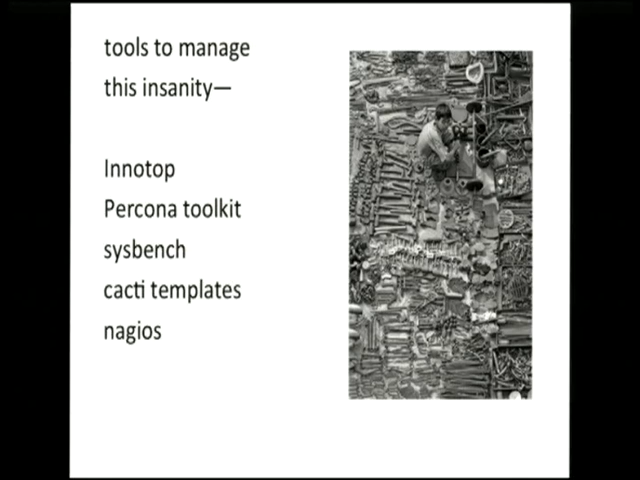 tools to manage
this insanity—
Innotop
Percona toolkit
sysbench
cacti templates
nagios